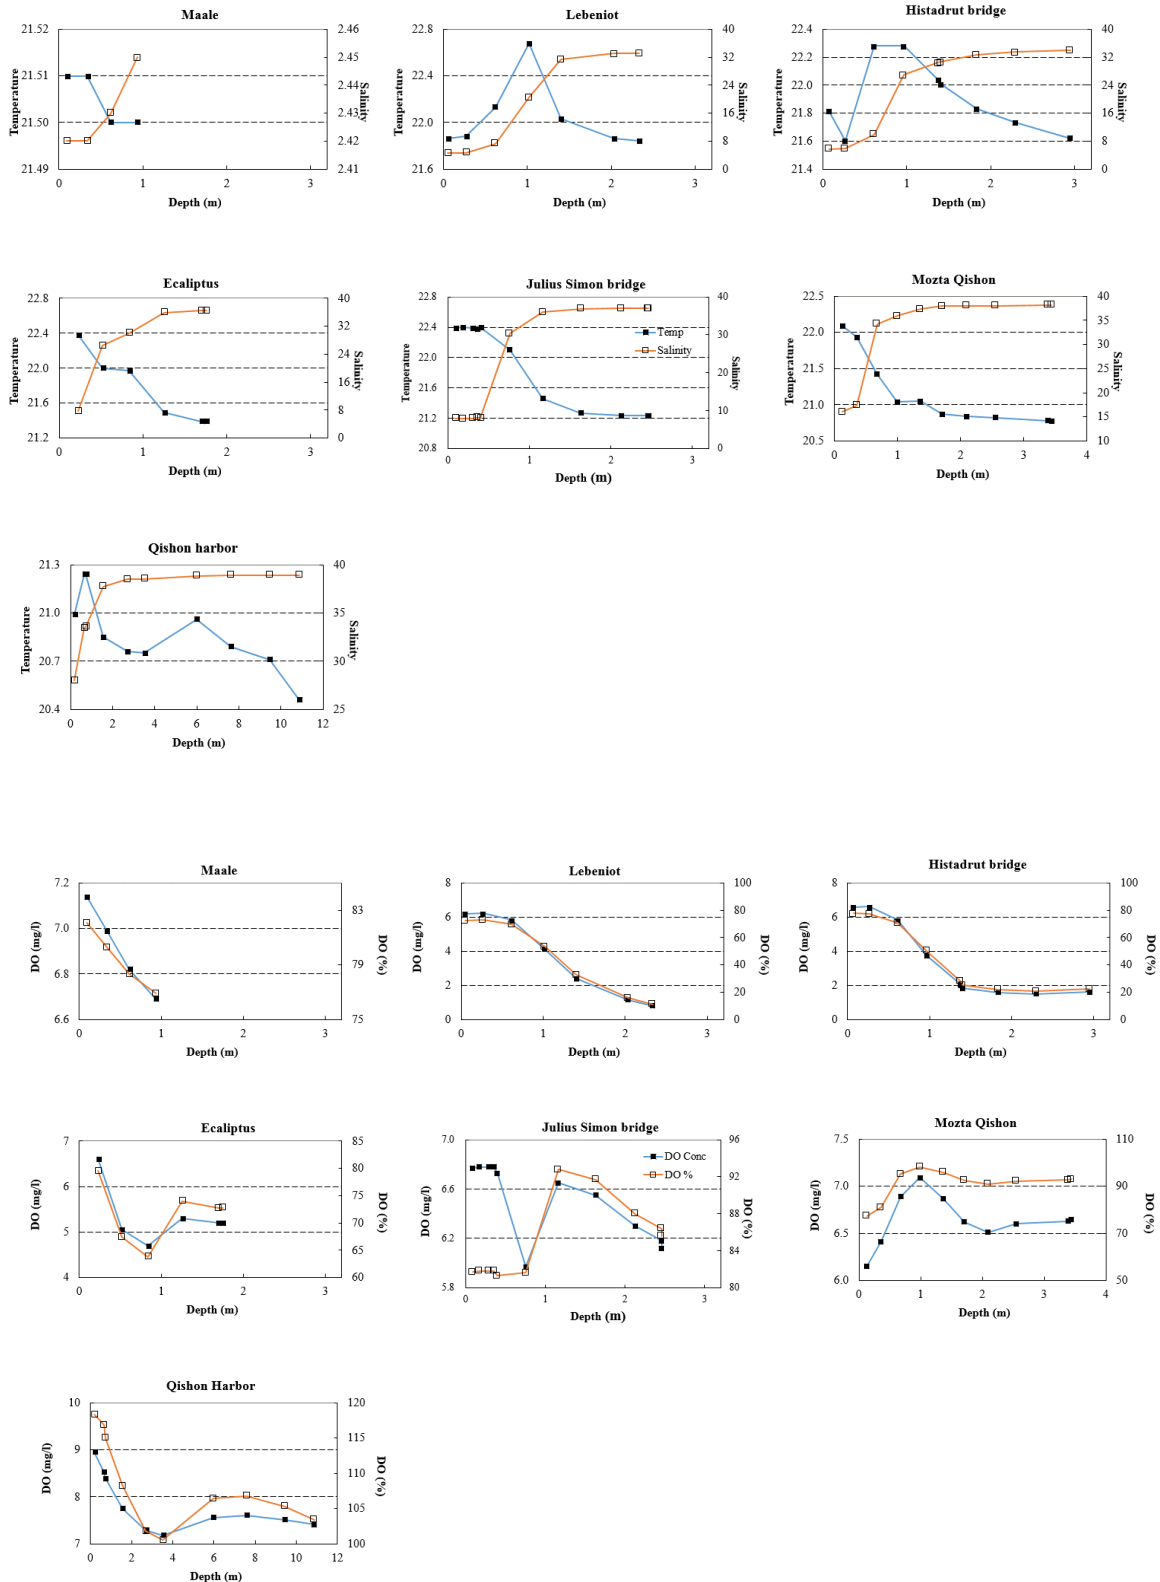 Maale
Temperature
21.52
21.51
21.50
21.49
2.46
2.45
2.43
2.42
2.41
Salinity
0 1 2 3
Depth (m)
Lebeniot
Temperature
22.8
22.4
22.0
21.6
40
32
24
16
8
0
Salinity
0 1 2 3
Depth (m)
Histadrut bridge
Temperature
22.4
22.2
22.0
21.8
21.6
21.4
40
32
24
16
8
0
Salinity
0 1 2 3
Depth (m)
Ecaliptus
Temperature
22.8
22.4
22.0
21.6
21.2
40
32
24
16
8
0
Salinity
0 1 2 3
Depth (m)
Julius Simon bridge
Temperature
22.8
22.4
22.0
21.6
21.2
20.8
40
30
20
10
0
Salinity
Temp
Salinity
0 1 2 3
Depth (m)
Mozta Qishon
Temperature
22.5
22.0
21.5
21.0
20.5
40
35
30
25
20
15
10
Salinity
0 1 2 3 4
Depth (m)
Qishon harbor
Temperature
21.3
21.0
20.7
20.4
40
35
30
25
Salinity
0 2 4 6 8 10 12
Depth (m)
Maale
DO (mg/l)
7.2
7.0
6.8
6.6
83
79
75
DO (%)
0 1 2 3
Depth (m)
Lebeniot
DO (mg/l)
8
6
4
2
0
100
80
60
40
20
0
DO (%)
0 1 2 3
Depth (m)
Histadrut bridge
DO (mg/l)
8
6
4
2
0
100
80
60
40
20
0
DO (%)
0 1 2 3
Depth (m)
Ecaliptus
DO (mg/l)
7
6
5
4
85
80
75
70
65
60
DO (%)
0 1 2 3
Depth (m)
Julius Simon bridge
DO (mg/l)
7.0
6.6
6.2
5.8
96
92
88
84
80
DO (%)
DO Conc
DO %
0 1 2 3
Depth (m)
Mozta Qishon
DO (mg/l)
7.5
7.0
6.5
6.0
110
90
70
50
DO (%)
0 1 2 3 4
Depth (m)
Qishon Harbor
DO (mg/l)
10
9
8
7
120
115
110
105
100
DO (%)
0 2 4 6 8 10 12
Depth (m)